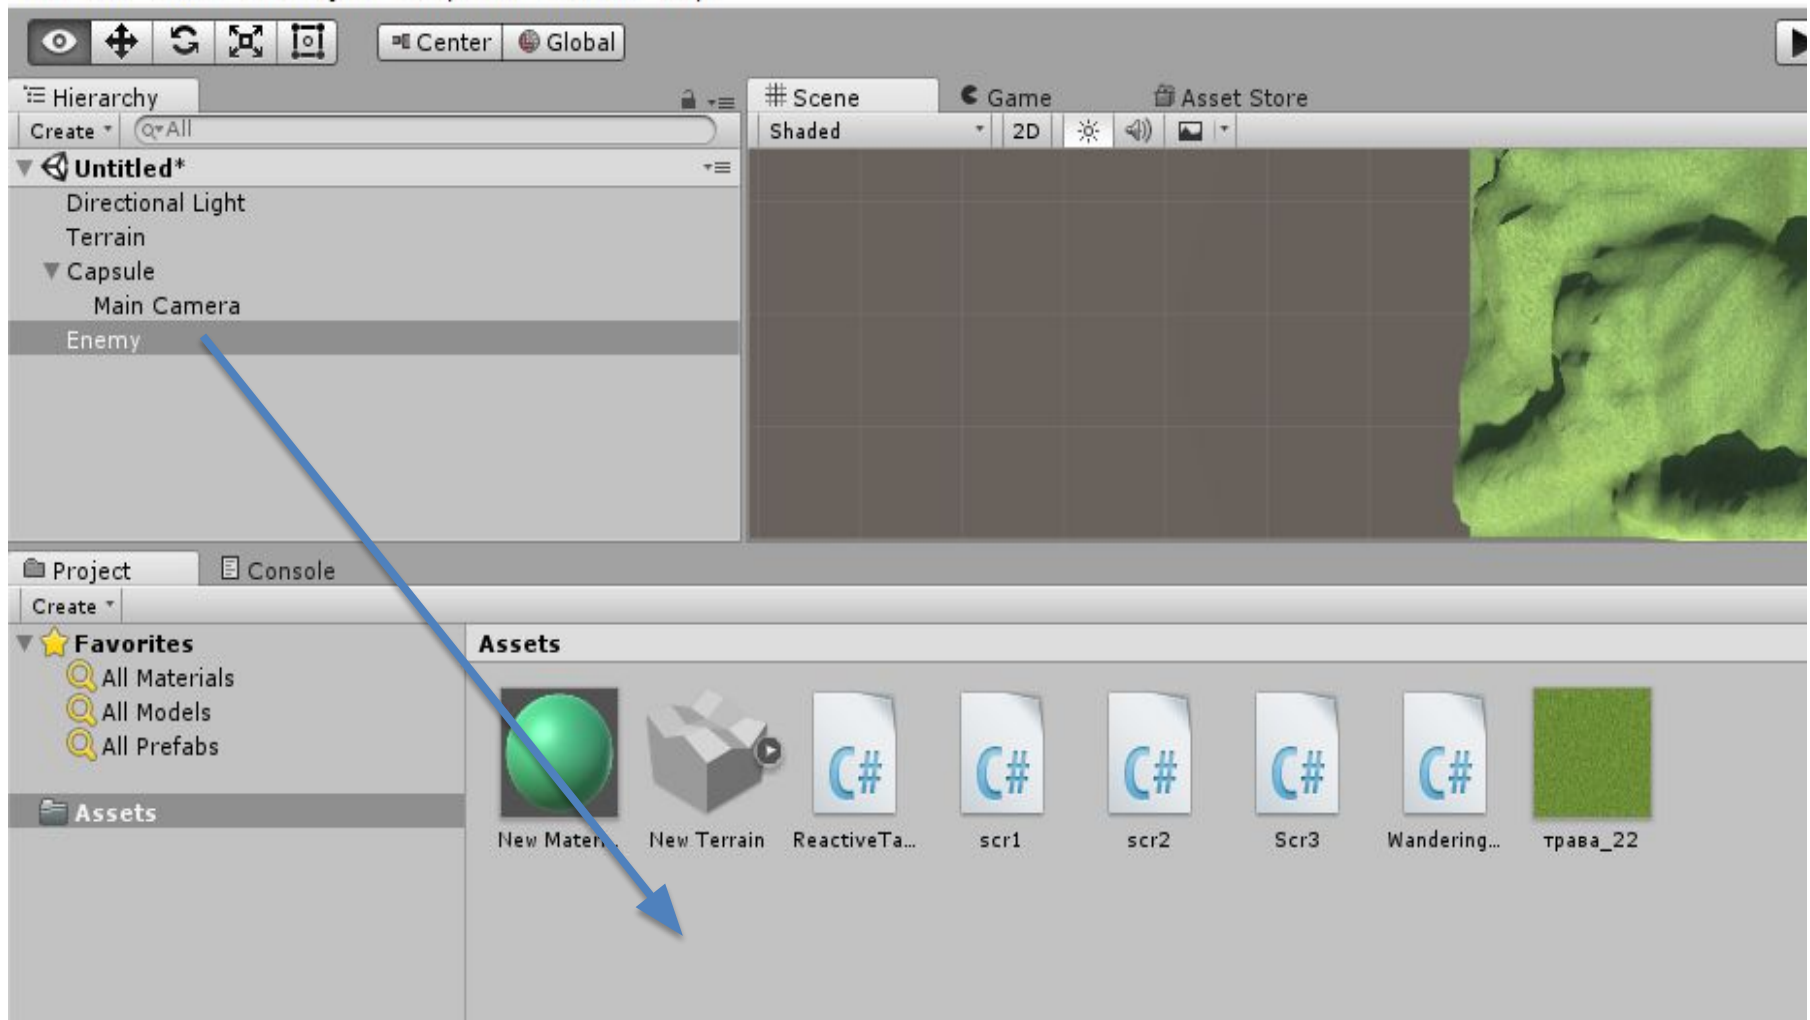 Center Global
Hierarchy
Create All
Untitled*
Directional Light
Terrain
Capsule
Main Camera
Enemy
Scene Game Asset Store
Shaded 2D
Project Console
Create
Favorites
All Materials
All Models
All Prefabs
Assets
Assets
C# C# C# C# C#
New Materi... New Terrain ReactiveTa... scr1 scr2 Scr3 Wandering... трава_22